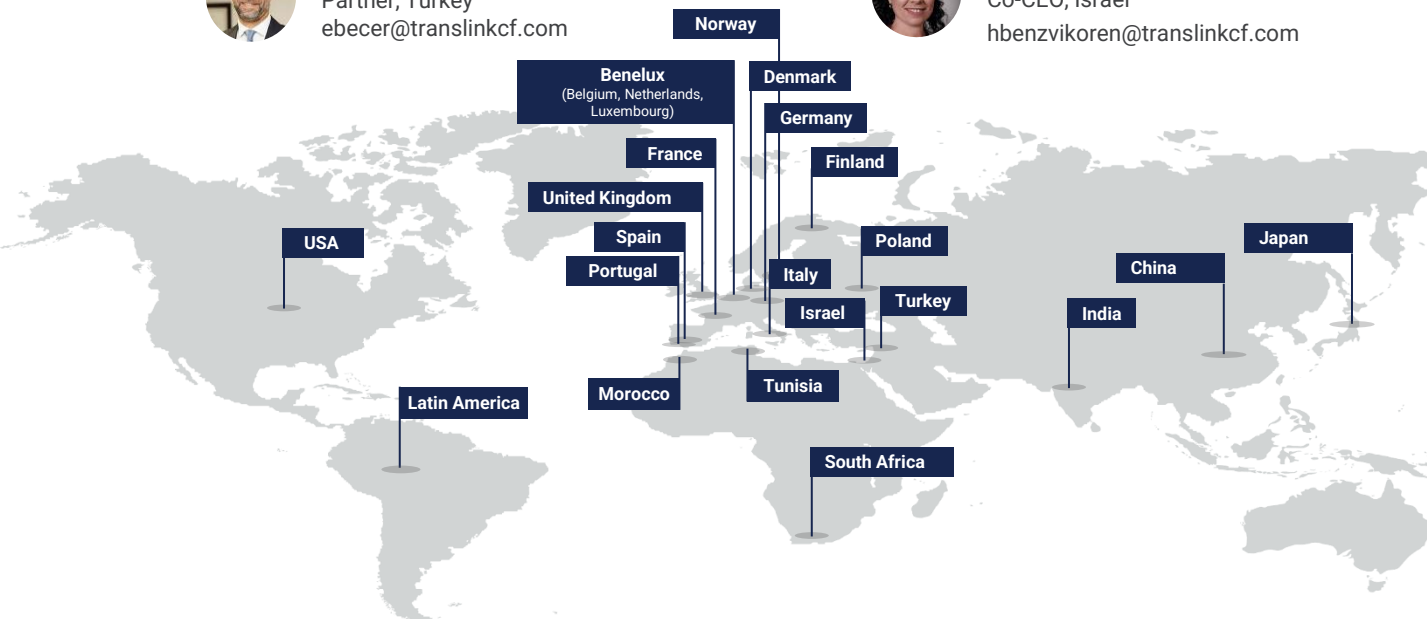 Partner, Turkey
ebecer@translinkcf.com
Co-CEO, Israel
hbenzvikoren@translinkcf.com
Norway
Benelux
(Belgium, Netherlands,
Luxembourg)
Denmark
Germany
France
Finland
United Kingdom
USA
Spain
Poland
Japan
Portugal
Italy
China
Israel
Turkey
India
Morocco
Tunisia
Latin America
South Africa